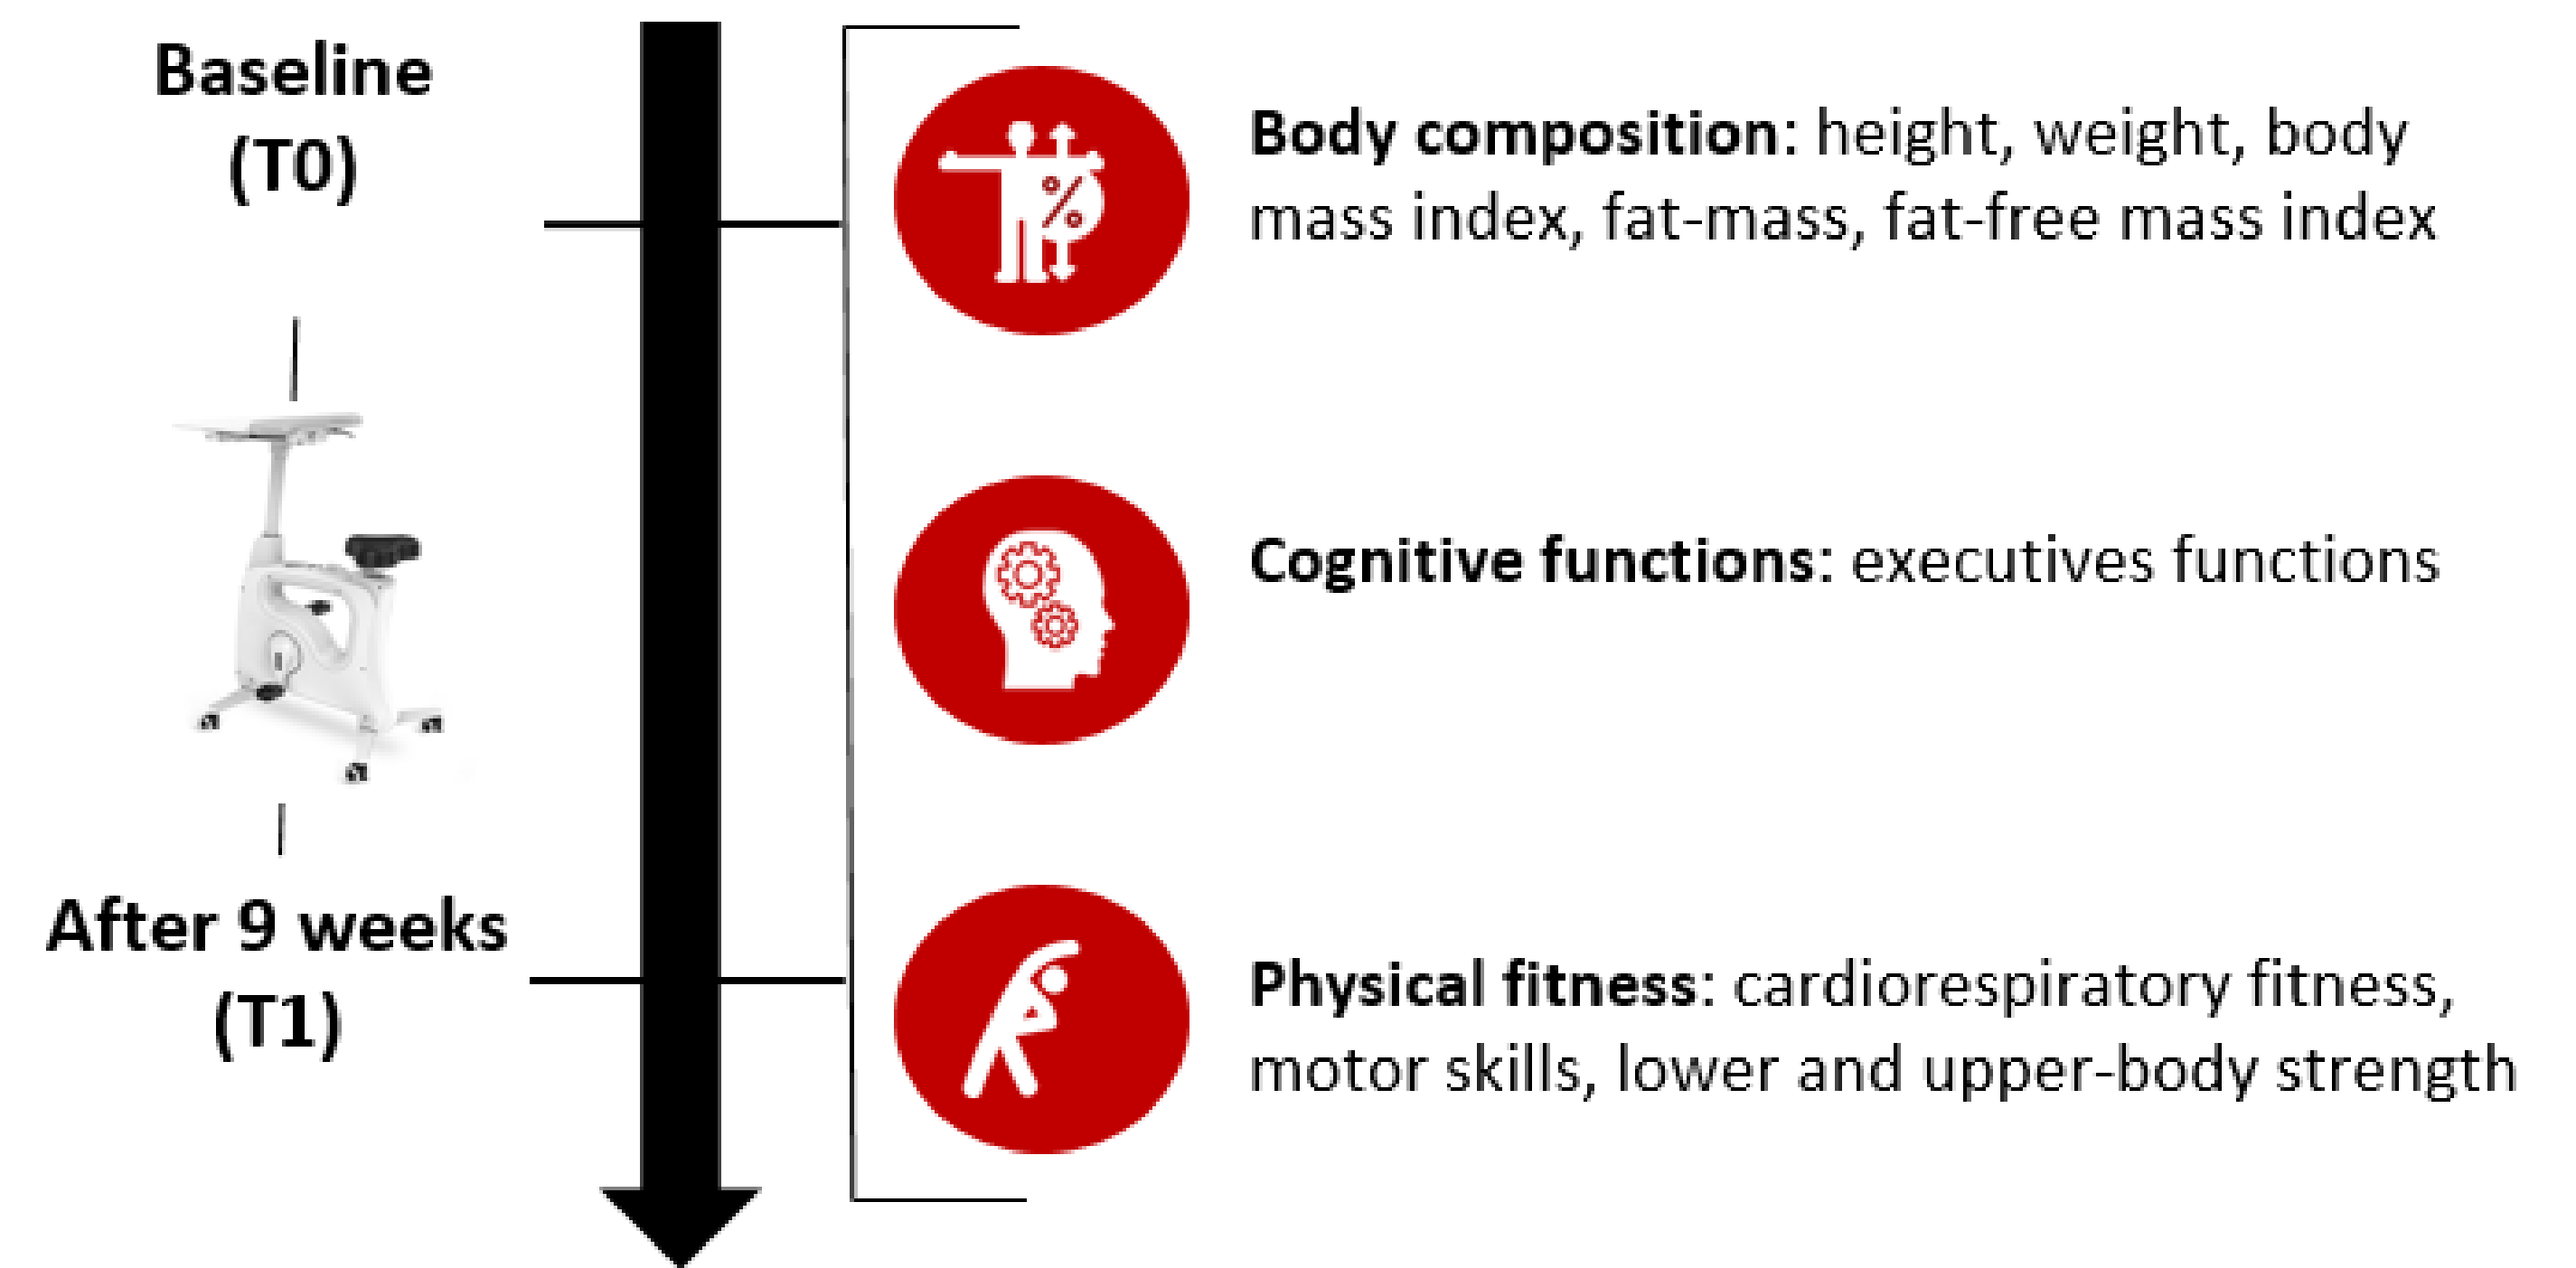 Baseline
(T0)
Body composition: height, weight, body
mass index, fat-mass, fat-free mass index
Cognitive functions: executives functions
After 9 weeks
(T1)
Physical fitness: cardiorespiratory fitness,
motor skills, lower and upper-body strength